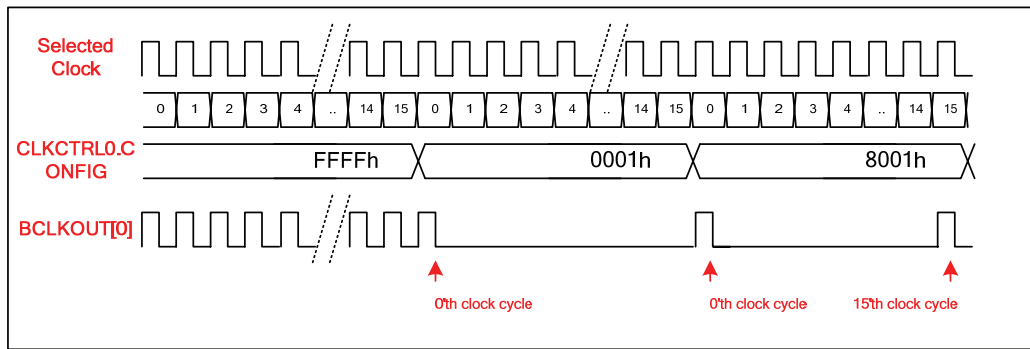 Selected
Clock
0 1 2 3 4 .. 14 15 0 1 2 3 4 .. 14 15 0 1 2 3 4 .. 14 15
CLKCTRL0.C
ONFIG
FFFFh 0001h 8001h
BCLKOUT[0]
0'th clock cycle 0'th clock cycle 15'th clock cycle